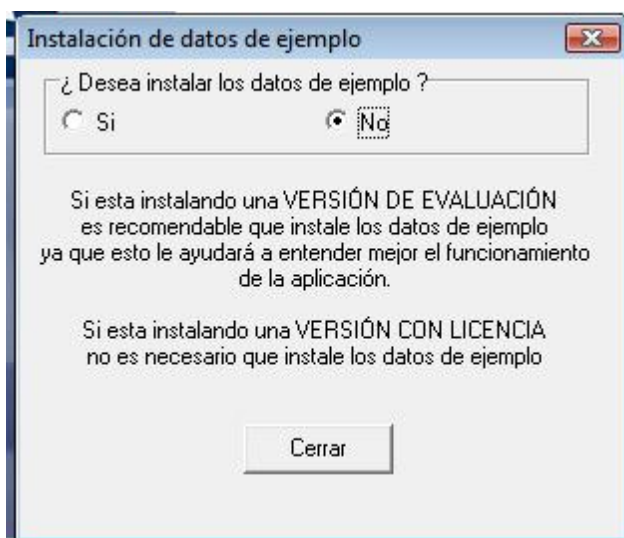 Instalación de datos de ejemplo
¿ Desea instalar los datos de ejemplo ?
Si No
Si esta instalando una VERSIÓN DE EVALUACIÓN
es recomendable que instale los datos de ejemplo
ya que esto le ayudará a entender mejor el funcionamiento
de la aplicación.
Si esta instalando una VERSIÓN CON LICENCIA
no es necesario que instale los datos de ejemplo
Cerrar